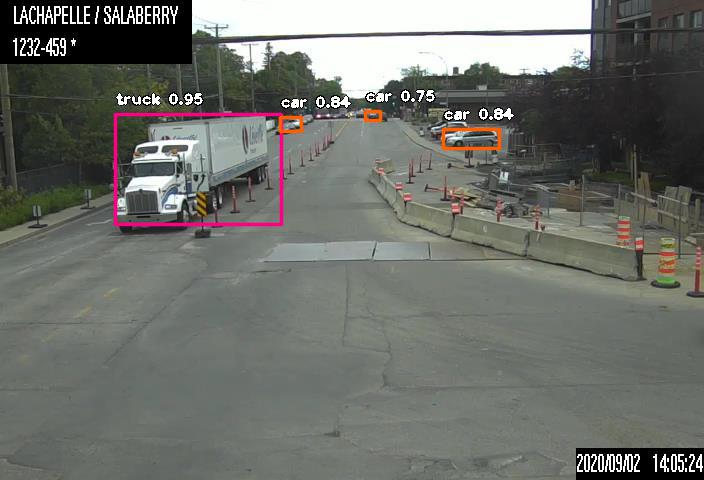 LACHAPELLE / SALABERRY
1232-459 *
truck 0.95
car 0.84
car 0.75
car 0.84
2020/09/02 14:05:24